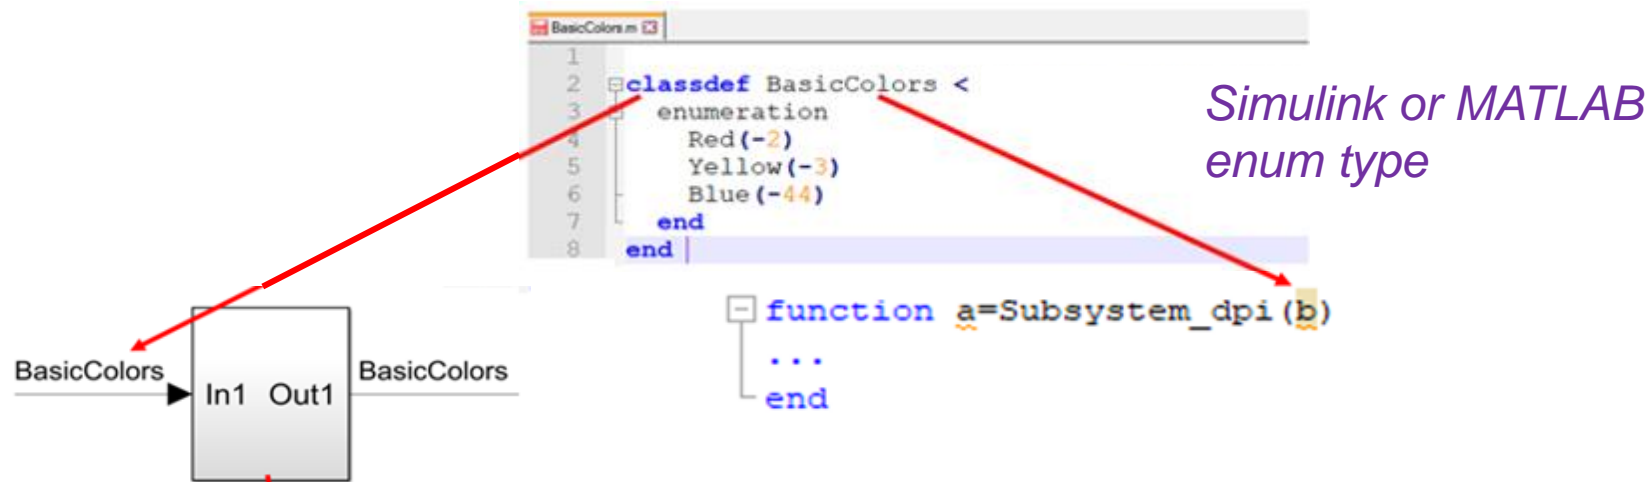 BasicColors.m
1
2 classdef BasicColors <
3 enumeration
4 Red(-2)
5 Yellow(-3)
6 Blue(-44)
7 end
8 end
Simulink or MATLAB
enum type
function a=Subsystem_dpi(b)
...
end
BasicColors
In1 Out1
BasicColors